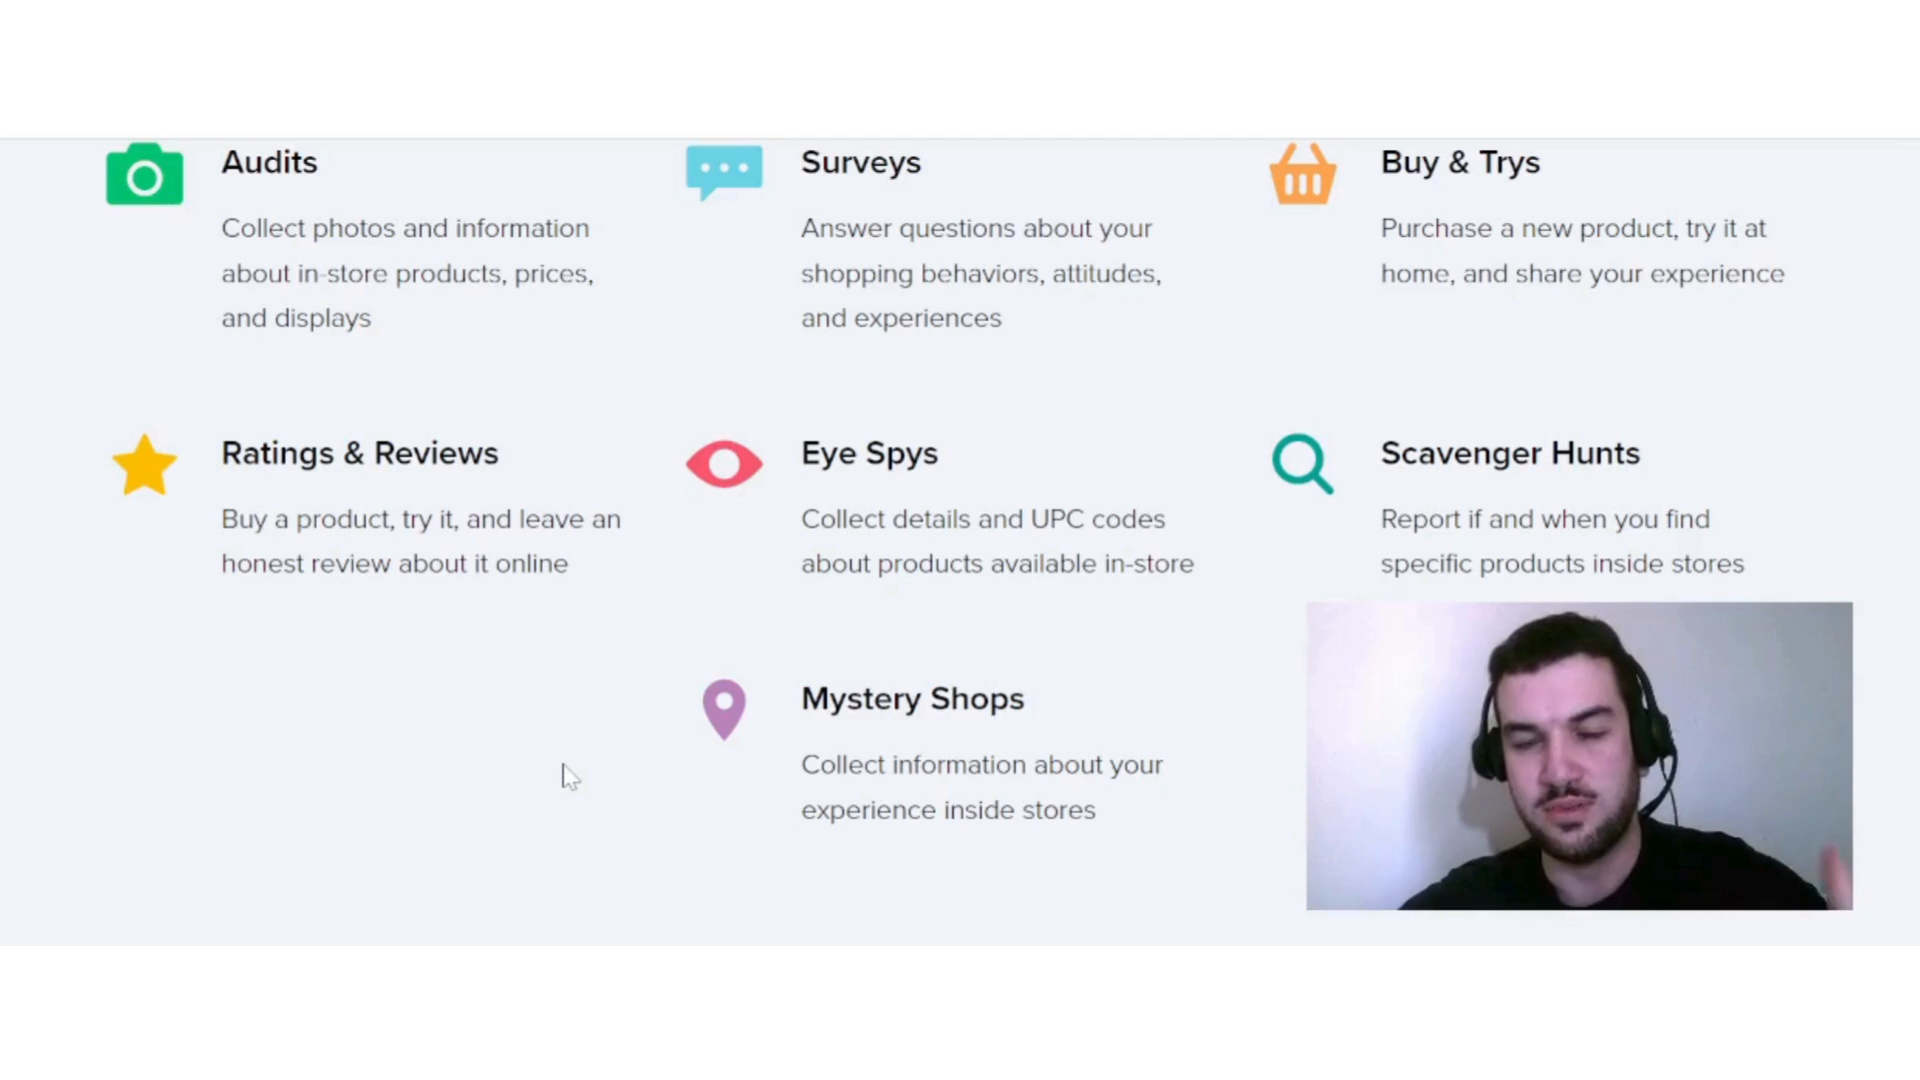 Audits
Collect photos and information
about in-store products, prices,
and displays
Surveys
Answer questions about your
shopping behaviors, attitudes,
and experiences
Buy & Trys
Purchase a new product, try it at
home, and share your experience
Ratings & Reviews
Buy a product, try it, and leave an
honest review about it online
Eye Spys
Collect details and UPC codes
about products available in-store
Scavenger Hunts
Report if and when you find
specific products inside stores
Mystery Shops
Collect information about your
experience inside stores